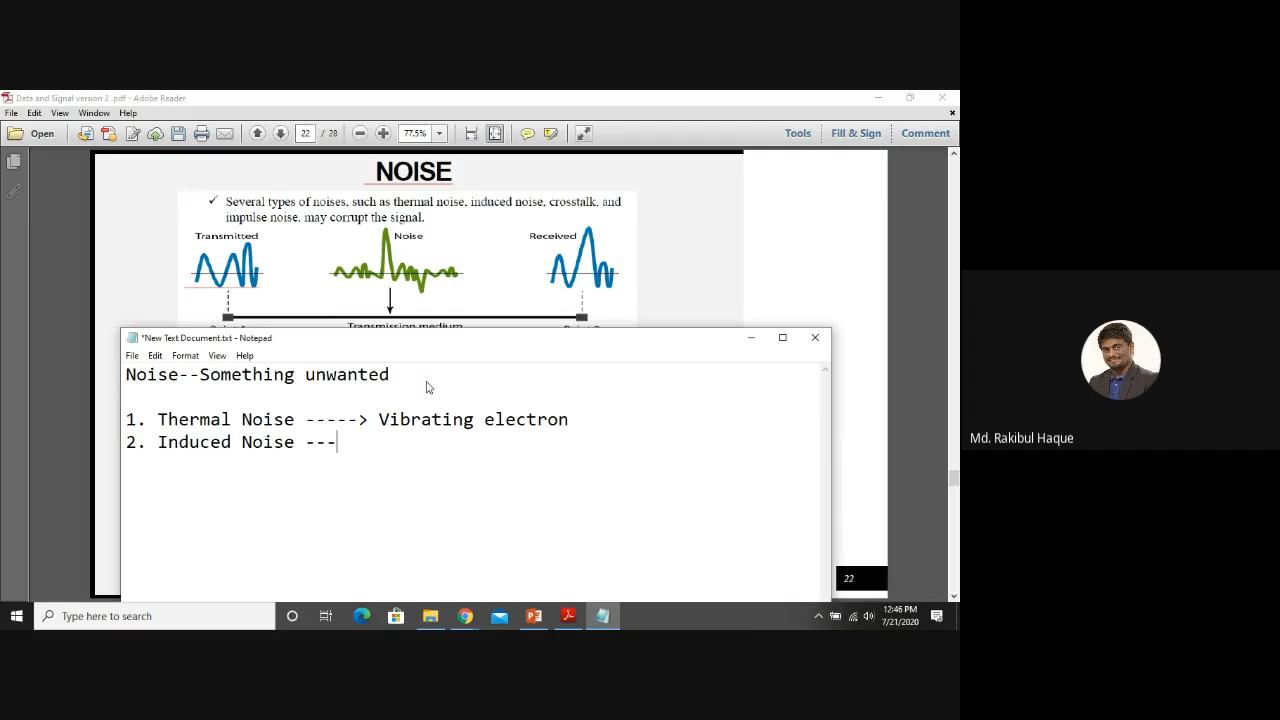 Data and Signal version 2 .pdf - Adobe Reader
File Edit View Window Help
Open 22 / 28 77.5% Tools Fill & Sign Comment
NOISE
✓ Several types of noises, such as thermal noise, induced noise, crosstalk, and
impulse noise, may corrupt the signal.
Transmitted Noise Received
Transmission medium
*New Text Document.txt - Notepad
File Edit Format View Help
Noise--Something unwanted
1. Thermal Noise -----> Vibrating electron
2. Induced Noise ---
22
Md. Rakibul Haque
Type here to search
12:46 PM
7/21/2020